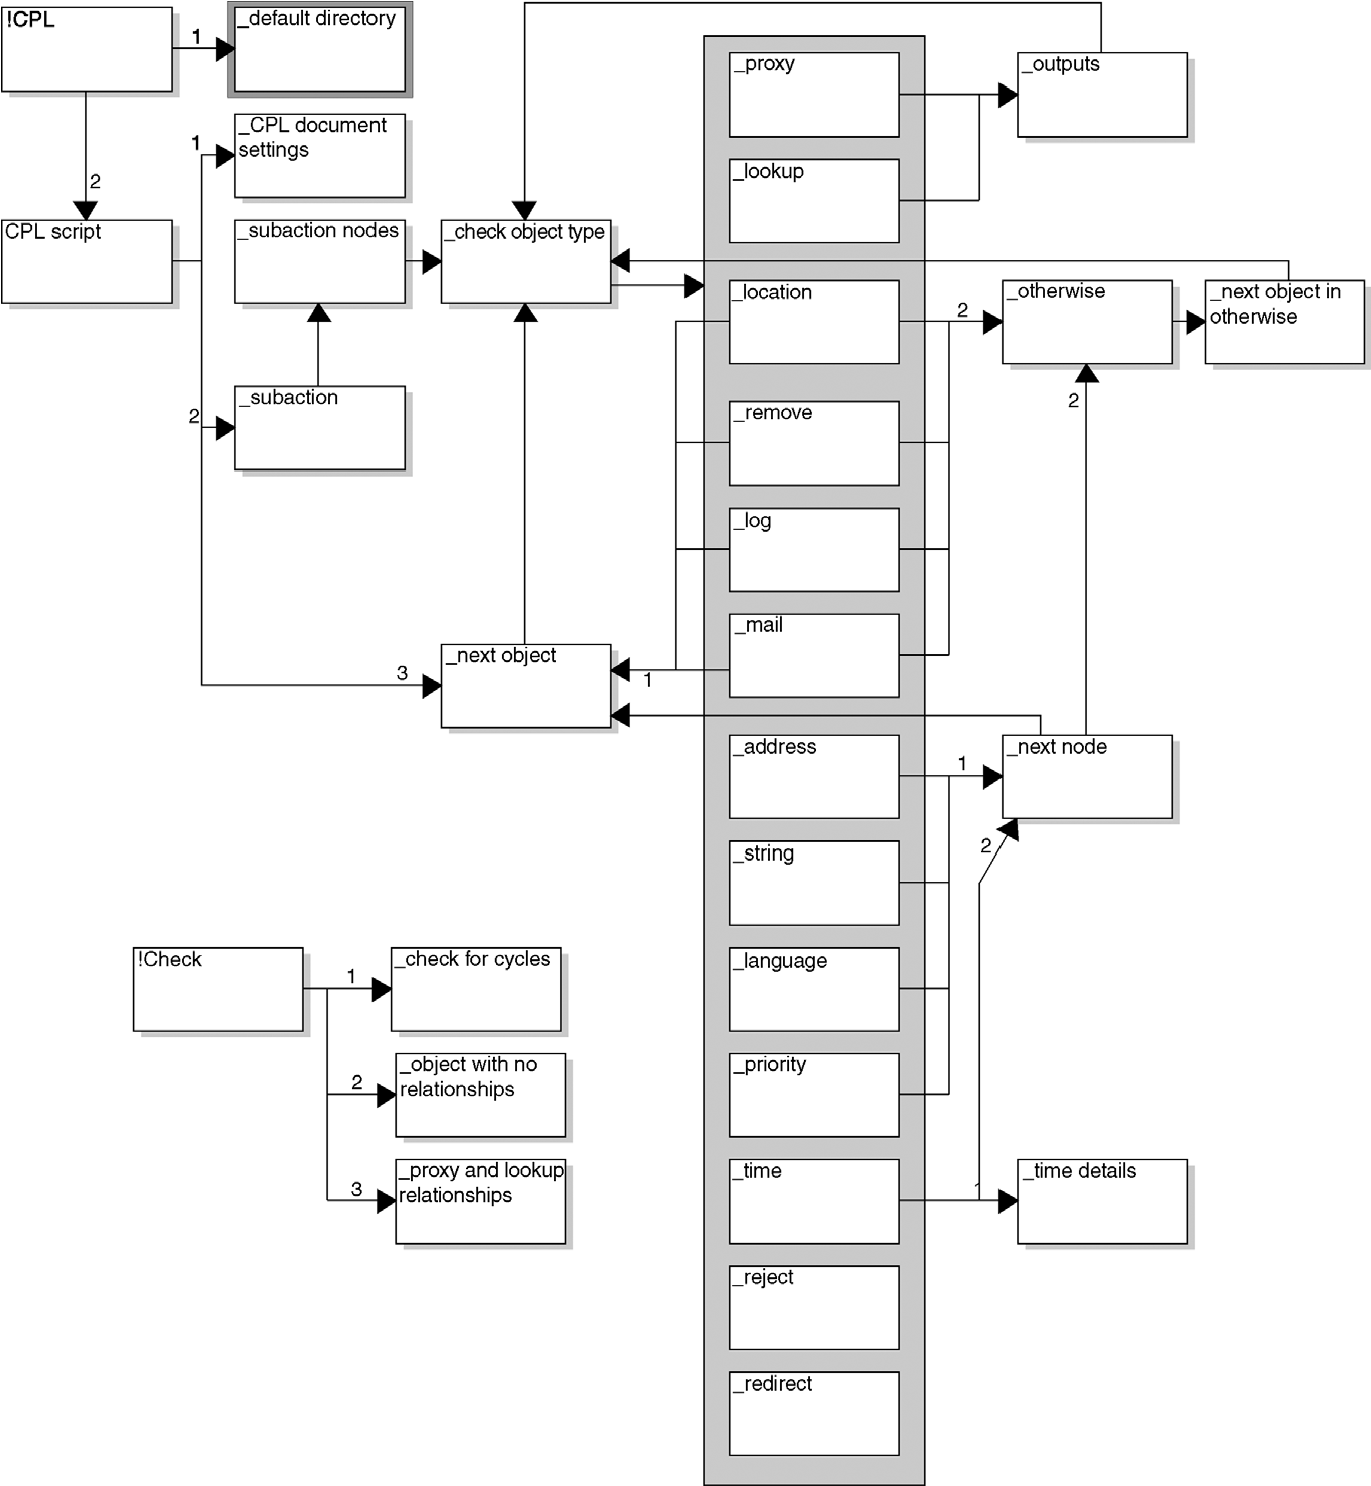 !CPL
1
_default directory
_proxy
_outputs
_CPL document
settings
1
2
_lookup
CPL script
_subaction nodes
_check object type
_location
2
_otherwise
_next object in
otherwise
_subaction
2
_remove
2
_log
_mail
_next object
3
1
_address
1
_next node
_string
2
!Check
1
_check for cycles
_language
_object with no
relationships
2
_priority
_proxy and lookup
relationships
3
_time
1
_time details
_reject
_redirect